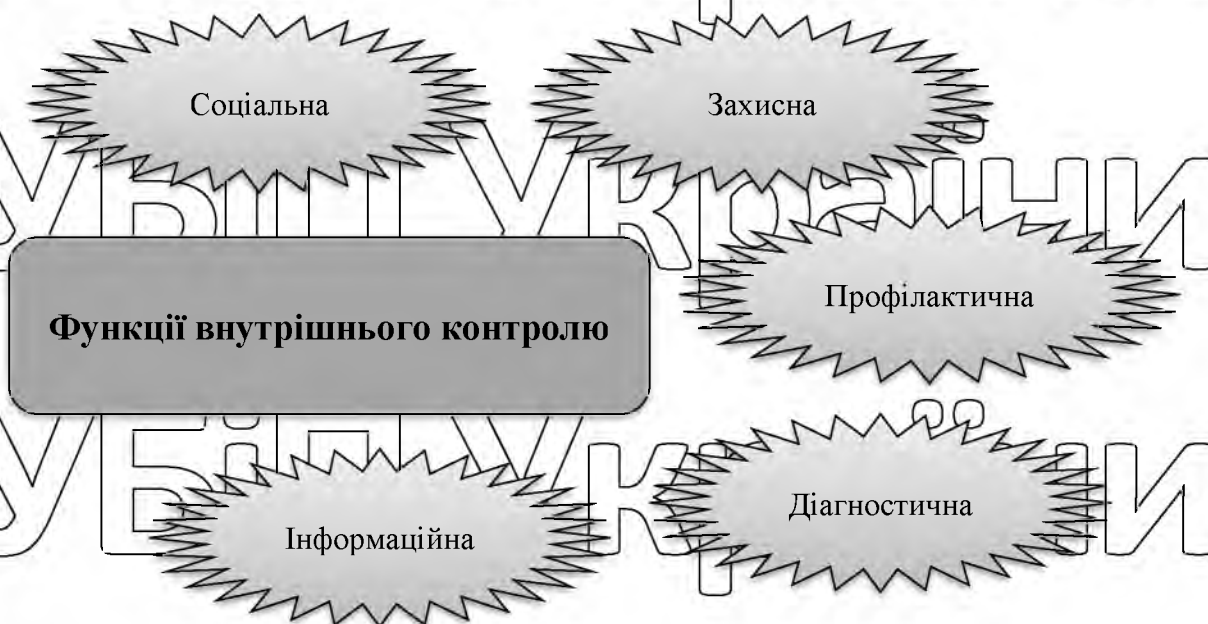 Соціальна
Захисна
Профілактична
Функції внутрішнього контролю
Діагностична
Інформаційна